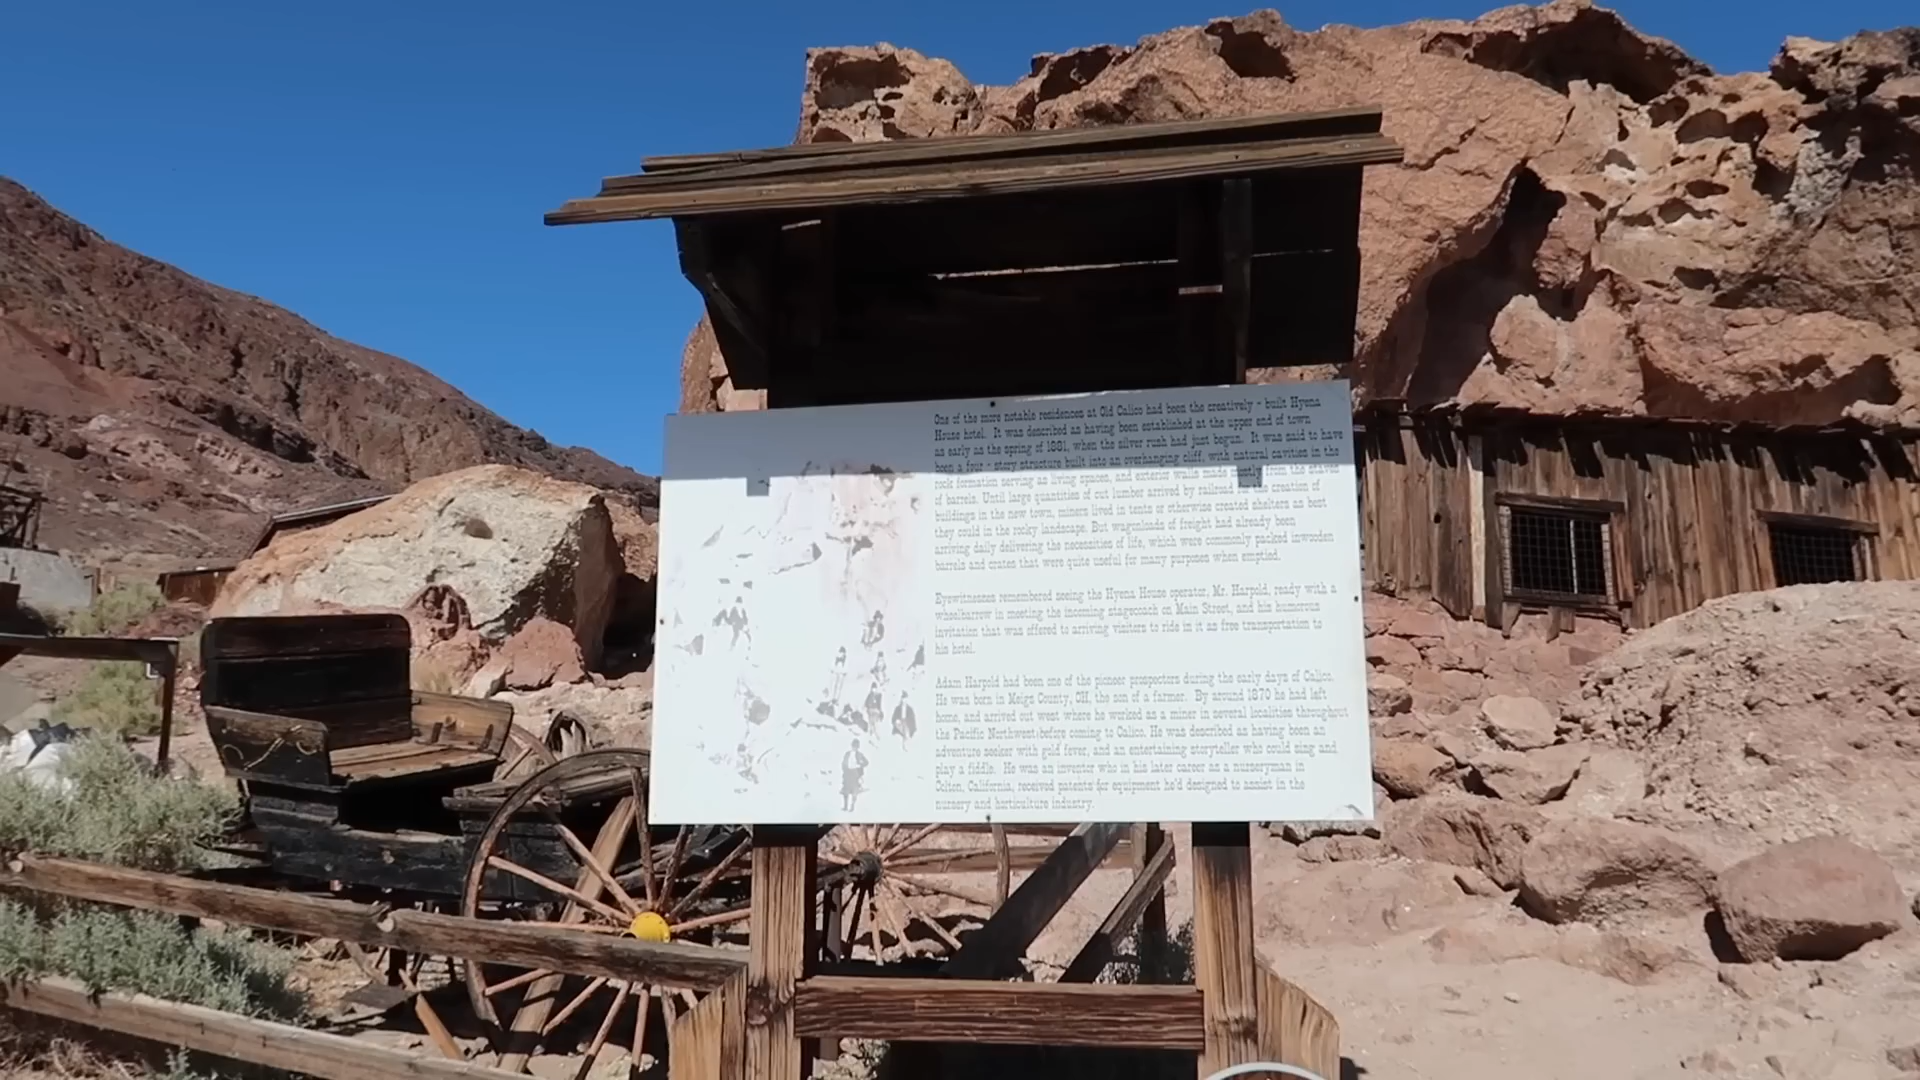 One of the more notable residences at Old Calico had been the creatively - built Hyena
House hotel. It was described as having been established at the upper end of town
as early as the spring of 1881, when the silver rush had just begun. It was said to have
been a four - story structure built into an overhanging cliff, with natural cavities in the
rock formation serving as living spaces, and exterior walls made mostly from the staves
of barrels. Until large quantities of cut lumber arrived by railroad for the creation of
buildings in the new town, miners lived in tents or otherwise created shelters as best
they could in the rocky landscape. But wagonloads of freight had already been
arriving daily delivering the necessities of life, which were commonly packed inwooden
barrels and crates that were quite useful for many purposes when emptied.
Eyewitnesses remembered seeing the Hyena House operator, Mr. Harpold, ready with a
wheelbarrow in meeting the incoming stagecoach on Main Street, and his humorous
invitation that was offered to arriving visitors to ride in it as free transportation to
his hotel.
Adam Harpold had been one of the pioneer prospectors during the early days of Calico.
He was born in Meigs County, OH, the son of a farmer. By around 1870 he had left
home, and arrived out west where he worked as a miner in several localities throughout
the Pacific Northwest before coming to Calico. He was described as having been an
adventure seeker with gold fever, and an entertaining storyteller who could sing and
play a fiddle. He was an inventor who in his later career as a nurseryman in
Colton, California, received patents for equipment he'd designed to assist in the
nursery and horticulture industry.